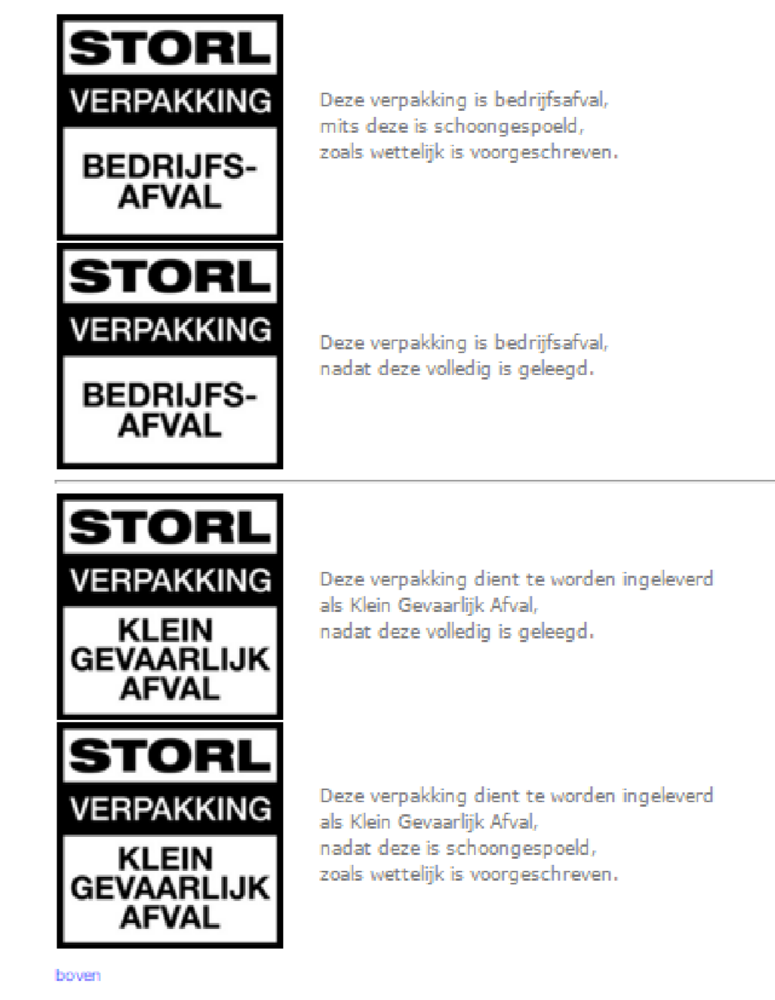 STORL
VERPAKKING
BEDRIJFS-
AFVAL
Deze verpakking is bedrijfsafval,
mits deze is schoongespoeld,
zoals wettelijk is voorgeschreven.
STORL
VERPAKKING
BEDRIJFS-
AFVAL
Deze verpakking is bedrijfsafval,
nadat deze volledig is geleegd.
STORL
VERPAKKING
KLEIN
GEVAARLIJK
AFVAL
Deze verpakking dient te worden ingeleverd
als Klein Gevaarlijk Afval,
nadat deze volledig is geleegd.
STORL
VERPAKKING
KLEIN
GEVAARLIJK
AFVAL
Deze verpakking dient te worden ingeleverd
als Klein Gevaarlijk Afval,
nadat deze is schoongespoeld,
zoals wettelijk is voorgeschreven.
boven